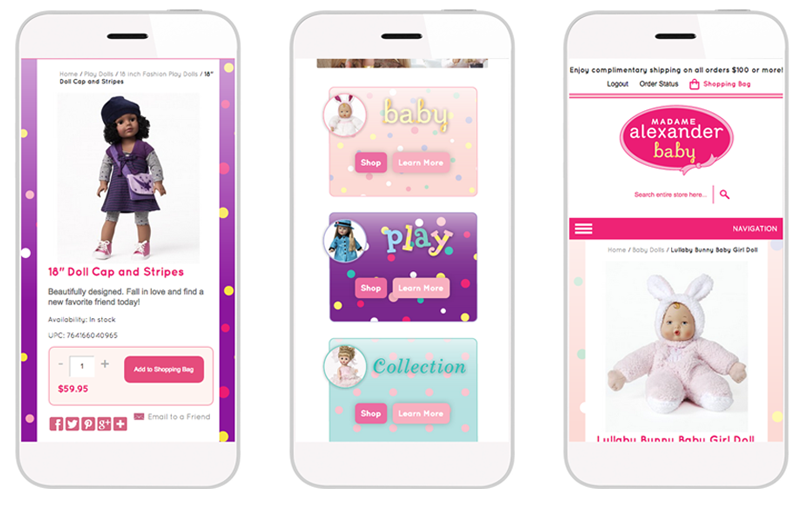 Home / Play Dolls / 18 inch Fashion Play Dolls / 18"
Doll Cap and Stripes
18" Doll Cap and Stripes
Beautifully designed. Fall in love and find a
new favorite friend today!
Availability: In stock
UPC: 764166040965
- 1 +
Add to Shopping Bag
$59.95
Email to a Friend
baby
Shop
Learn More
play
Shop
Learn More
Collection
Shop
Learn More
Enjoy complimentary shipping on all orders $100 or more!
Logout Order Status Shopping Bag
MADAME
alexander
baby
Search entire store here...
NAVIGATION
Home / Baby Dolls / Lullaby Bunny Baby Girl Doll
Lullaby Bunny Baby Girl Doll